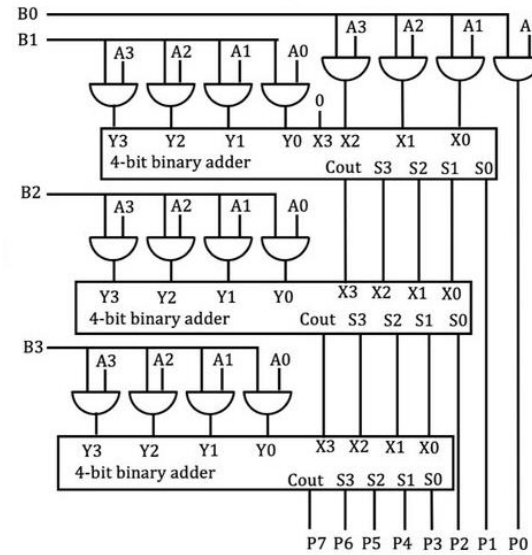 B0
A3 A2 A1 A
B1
A3 A2 A1 A0
0
Y3 Y2 Y1 Y0 X3 X2 X1 X0
4-bit binary adder
Cout S3 S2 S1 S0
B2
A3 A2 A1 A0
Y3 Y2 Y1 Y0 X3 X2 X1 X0
4-bit binary adder
Cout S3 S2 S1 S0
B3
A3 A2 A1 A0
Y3 Y2 Y1 Y0 X3 X2 X1 X0
4-bit binary adder
Cout S3 S2 S1 S0
P7 P6 P5 P4 P3 P2 P1 P0